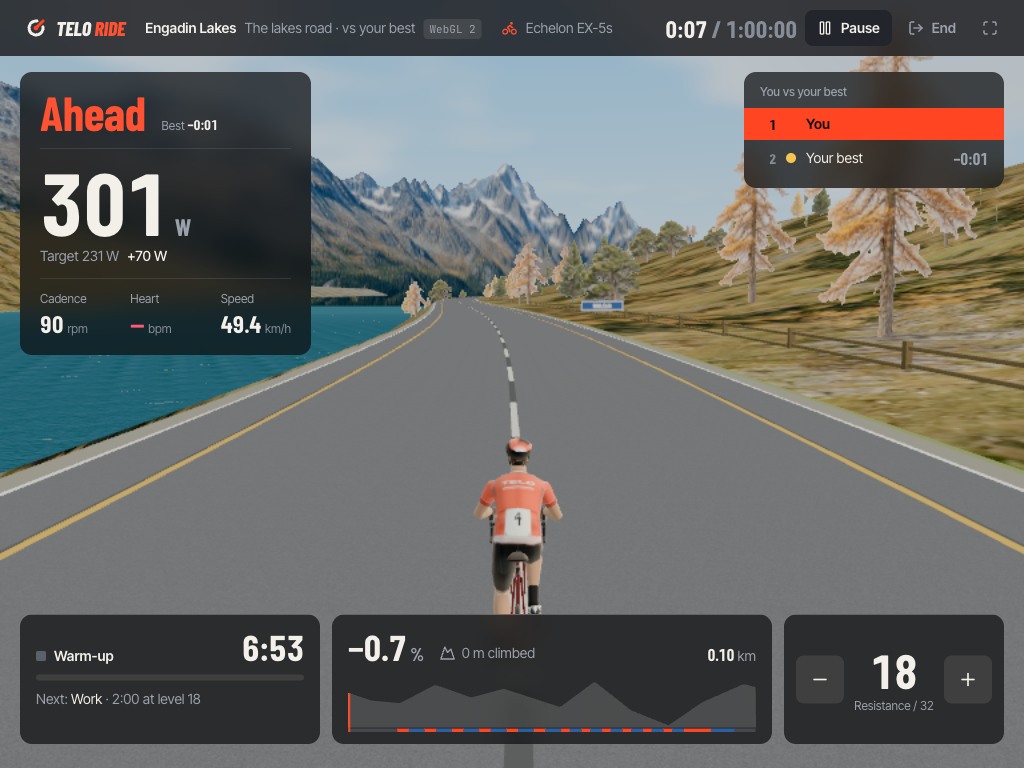 TELO RIDE
Engadin Lakes The lakes road · vs your best WebGL 2 Echelon EX-5s
0:07 / 1:00:00 Pause End
Ahead Best −0:01
301 W
Target 231 W +70 W
Cadence Heart Speed
90 rpm – bpm 49.4 km/h
You vs your best
1 You
2 Your best −0:01
TELO
Warm-up 6:53
Next: Work · 2:00 at level 18
−0.7 % 0 m climbed 0.10 km
− 18 +
Resistance / 32